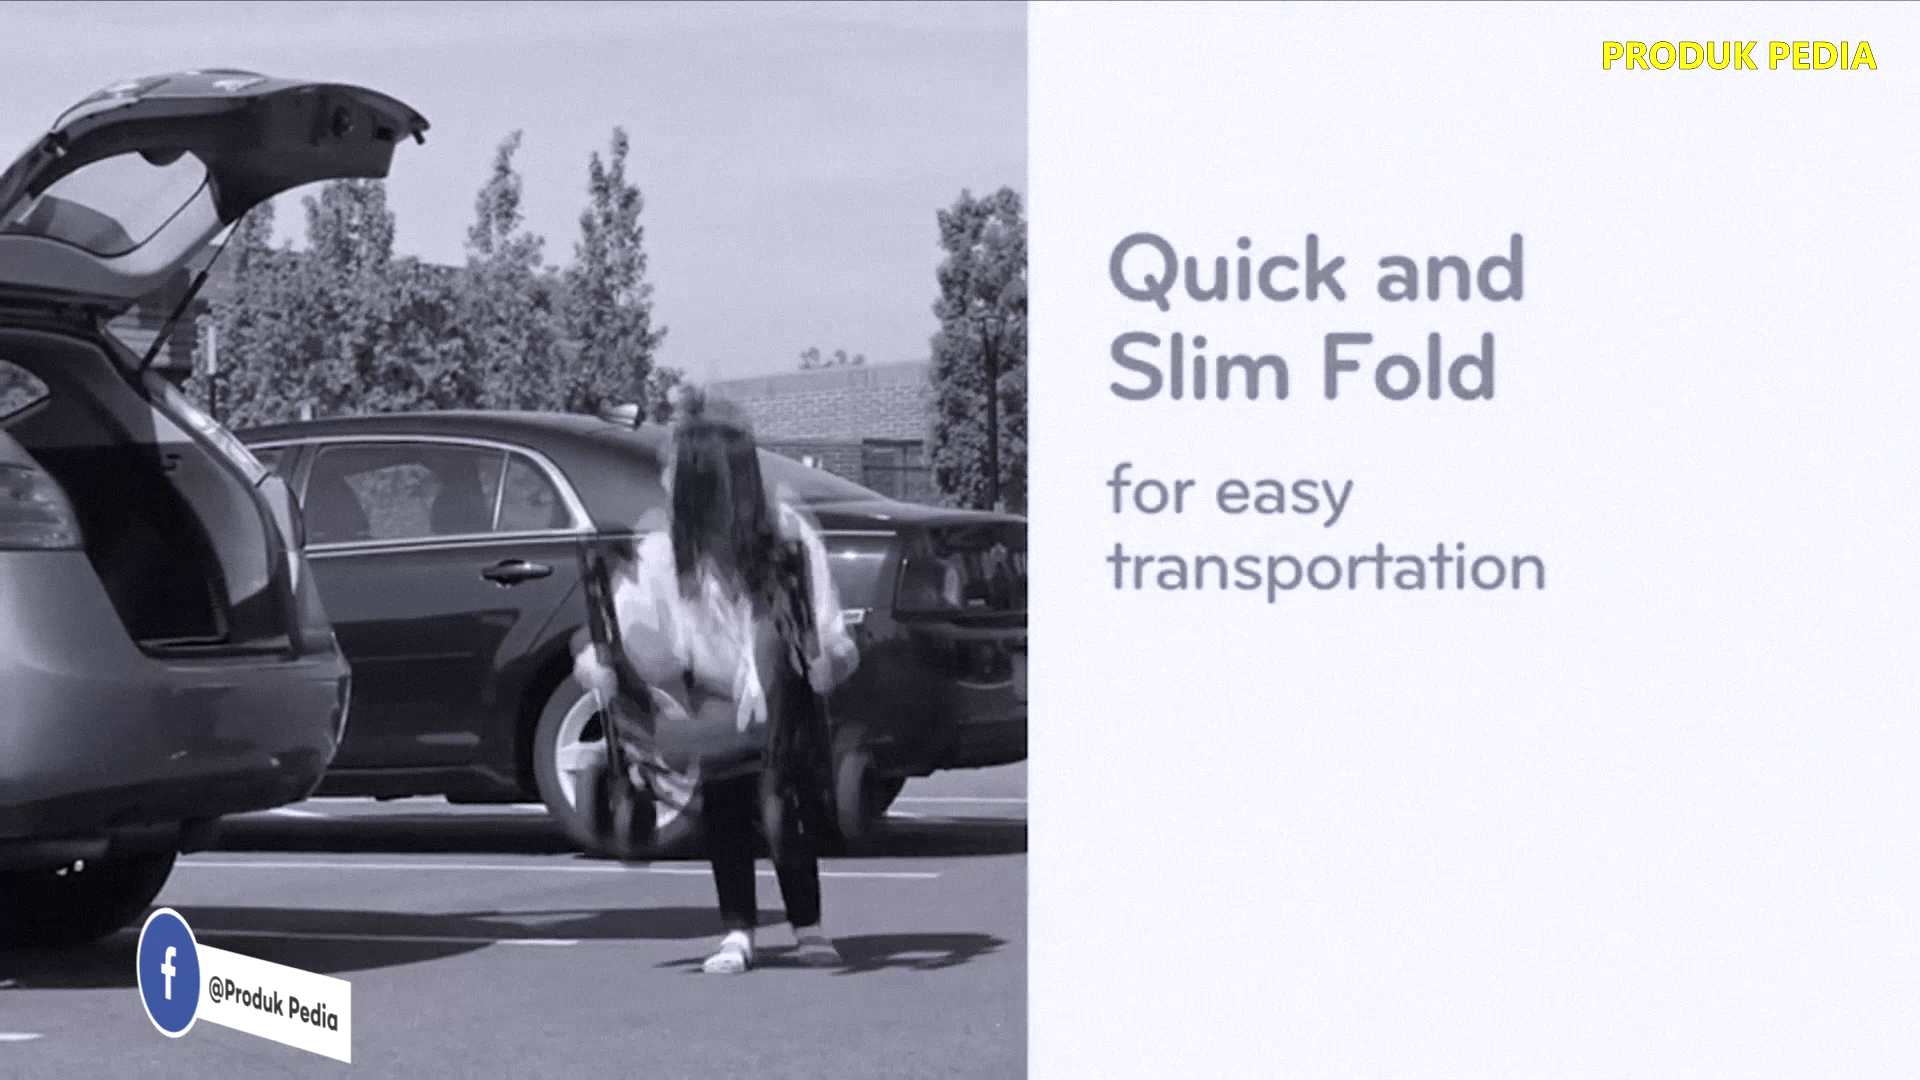 PRODUK PEDIA
Quick and
Slim Fold
for easy
transportation
@Produk Pedia